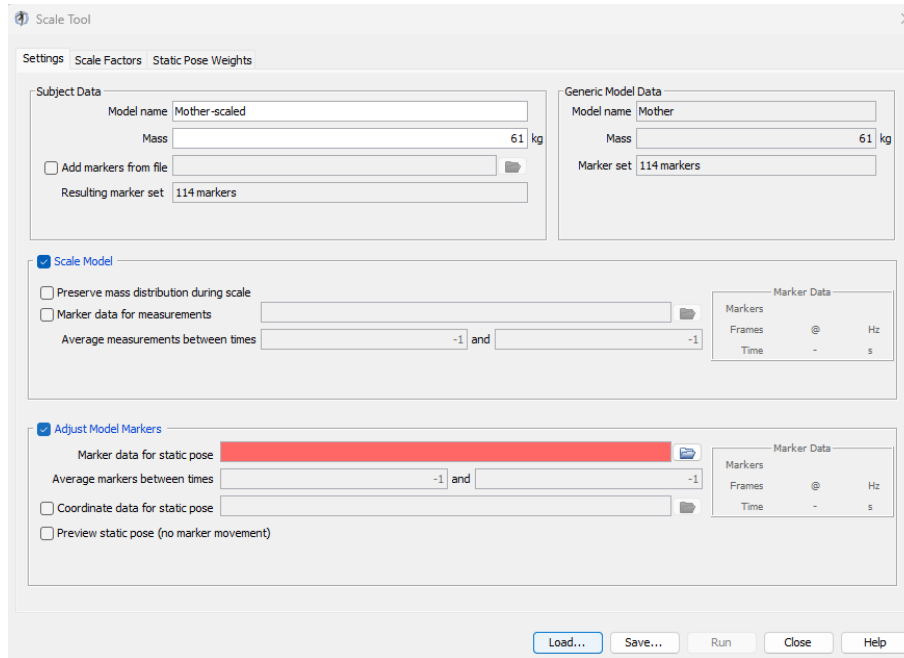 Scale Tool
Settings Scale Factors Static Pose Weights
Subject Data
Model name Mother-scaled
Mass 61 kg
Add markers from file
Resulting marker set 114 markers
Generic Model Data
Model name Mother
Mass 61 kg
Marker set 114 markers
Scale Model
Preserve mass distribution during scale
Marker data for measurements
Average measurements between times -1 and -1
Marker Data
Markers
Frames @ Hz
Time - s
Adjust Model Markers
Marker data for static pose
Average markers between times -1 and -1
Coordinate data for static pose
Preview static pose (no marker movement)
Marker Data
Markers
Frames @ Hz
Time - s
Load... Save... Run Close Help